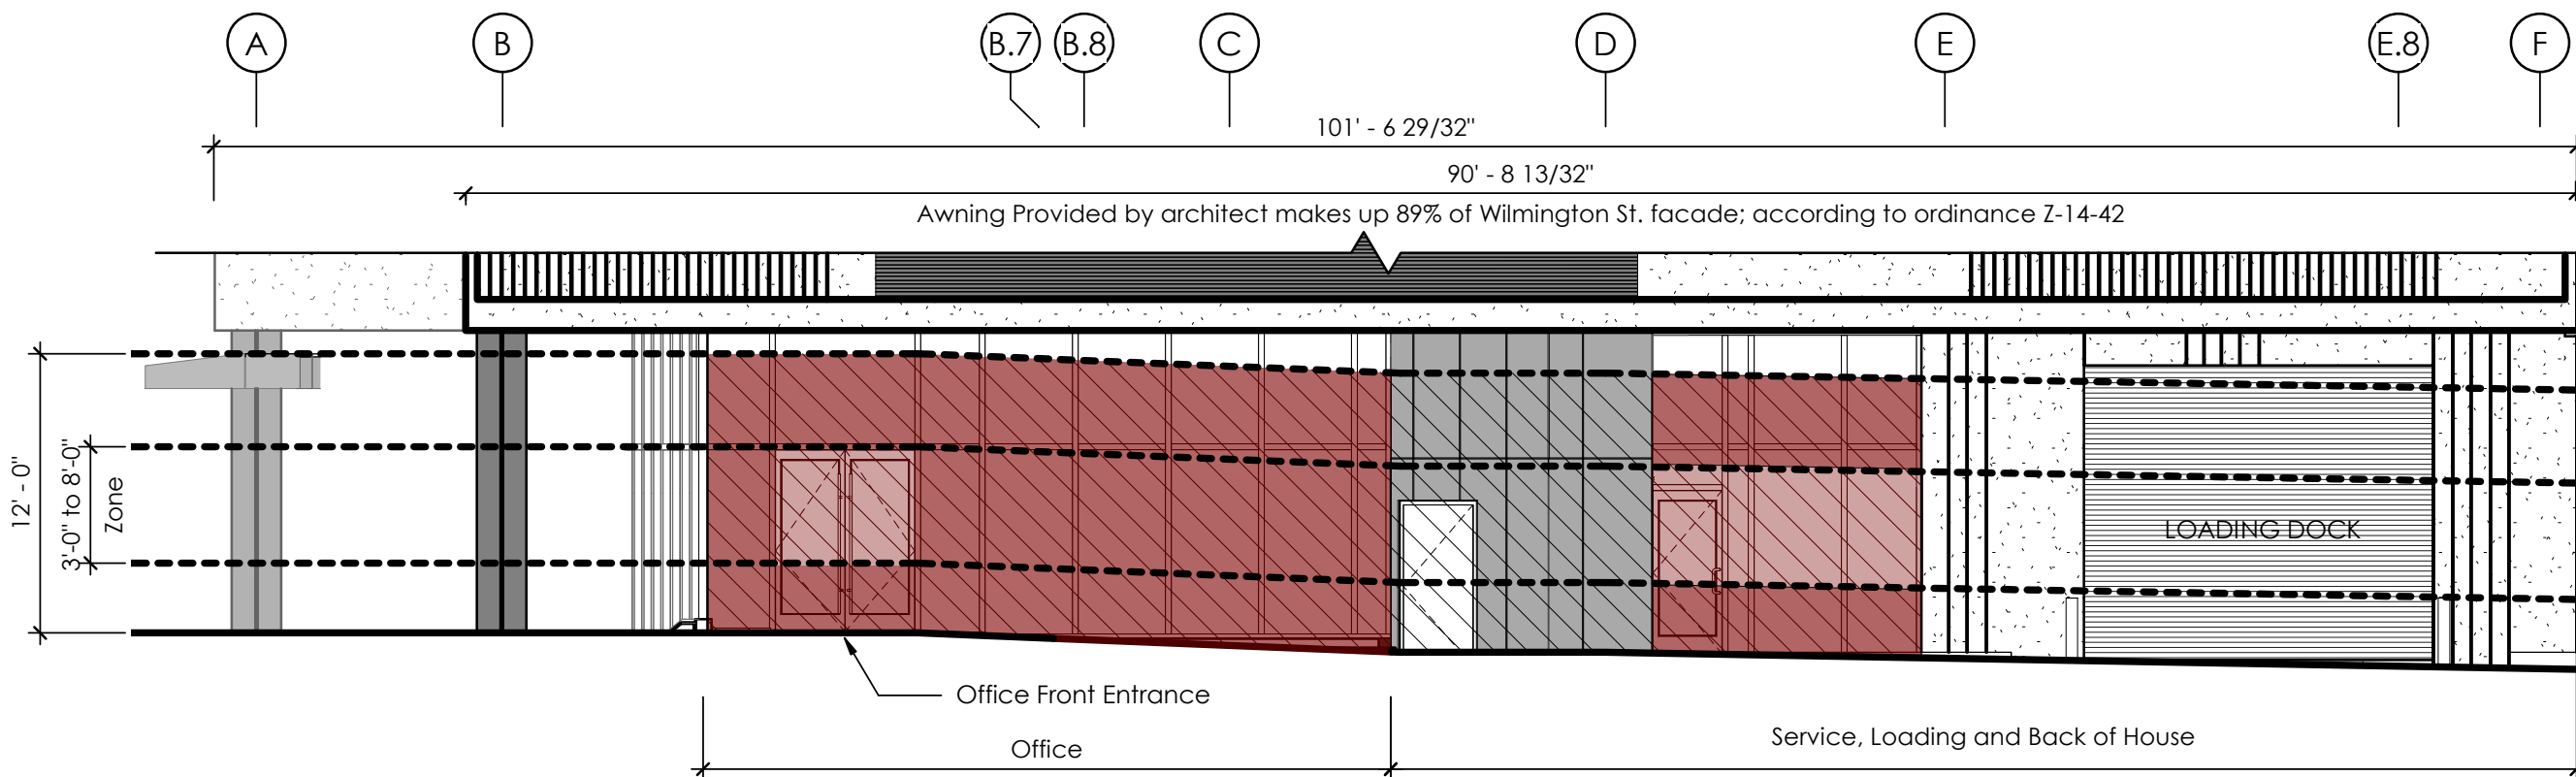 A B B.7 B.8 C D E E.8 F
101' - 6 29/32"
90' - 8 13/32"
Awning Provided by architect makes up 89% of Wilmington St. facade; according to ordinance Z-14-42
12' - 0"
3'-0" to 8'-0"
Zone
LOADING DOCK
Office Front Entrance
Office
Service, Loading and Back of House